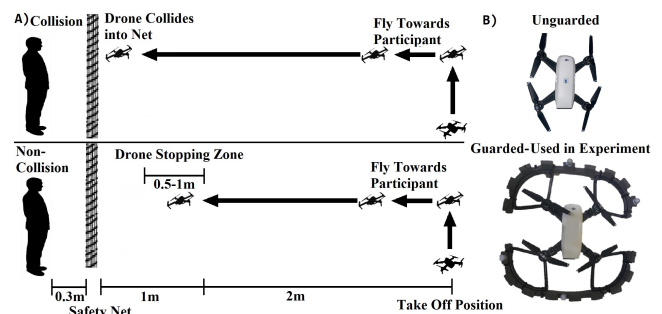 A)
Collision
Drone Collides
into Net
Fly Towards
Participant
B)
Unguarded
Non-
Collision
Drone Stopping Zone
0.5-1m
Fly Towards
Participant
Guarded-Used in Experiment
0.3m
1m
2m
Safety Net
Take Off Position